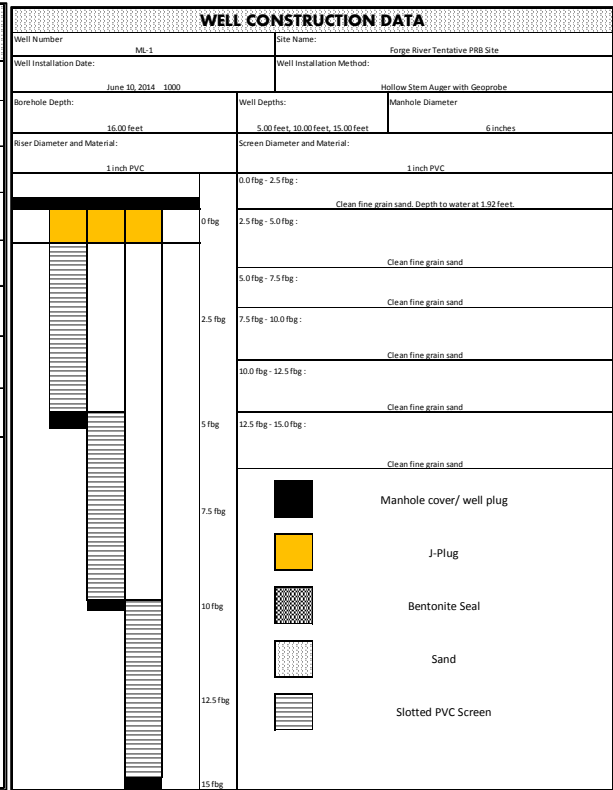 WELL CONSTRUCTION DATA
Well Number
ML-1
Site Name:
Forge River Tentative PRB Site
Well Installation Date:
June 10, 2014 1000
Well Installation Method:
Hollow Stem Auger with Geoprobe
Borehole Depth:
16.00 feet
Well Depths:
5.00 feet, 10.00 feet, 15.00 feet
Manhole Diameter
6 inches
Riser Diameter and Material:
1 inch PVC
Screen Diameter and Material:
1 inch PVC
0.0 fbg - 2.5 fbg :
Clean fine grain sand. Depth to water at 1.92 feet.
0 fbg
2.5 fbg - 5.0 fbg :
Clean fine grain sand
5.0 fbg - 7.5 fbg :
Clean fine grain sand
2.5 fbg
7.5 fbg - 10.0 fbg :
Clean fine grain sand
10.0 fbg - 12.5 fbg :
Clean fine grain sand
5 fbg
12.5 fbg - 15.0 fbg :
Clean fine grain sand
7.5 fbg
10 fbg
12.5 fbg
15 fbg
Manhole cover/ well plug
J-Plug
Bentonite Seal
Sand
Slotted PVC Screen